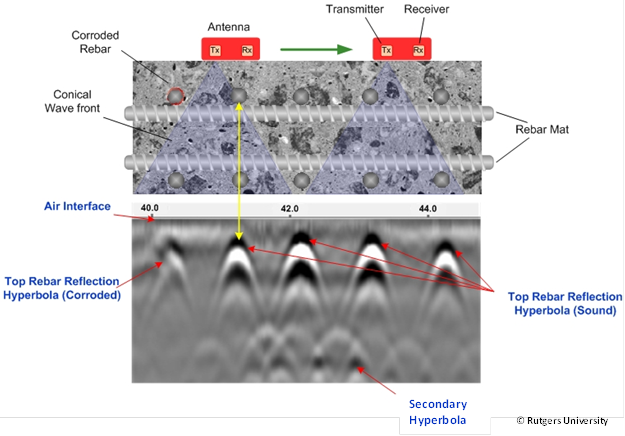 Transmitter
Receiver
Antenna
Corroded
Rebar
Tx
Rx
Tx
Rx
Conical
Wave front
Rebar Mat
Air Interface
40.0
42.0
44.0
Top Rebar Reflection
Hyperbola (Corroded)
Top Rebar Reflection
Hyperbola (Sound)
Secondary
Hyperbola
© Rutgers University